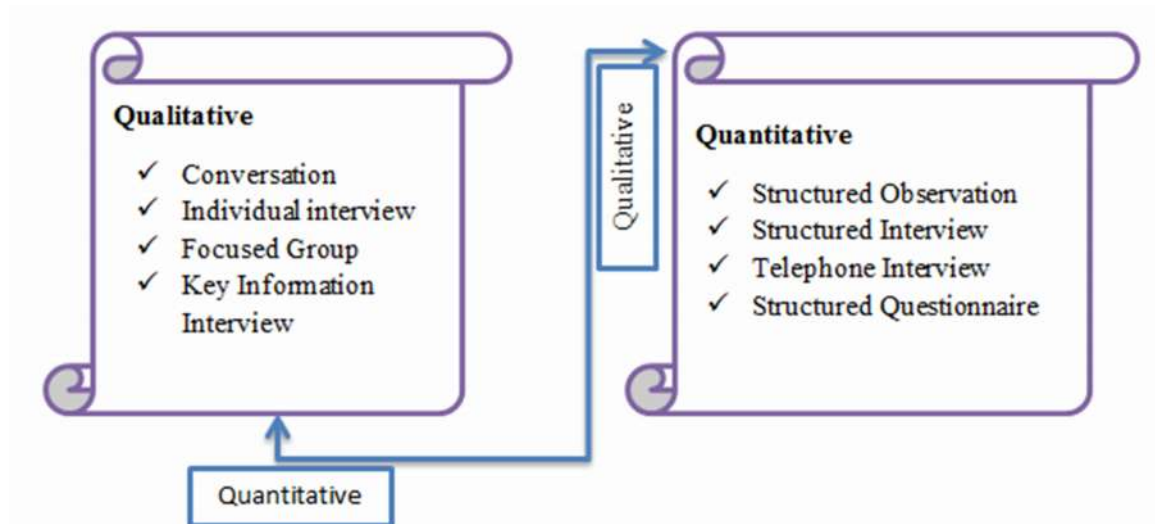 Qualitative
✓ Conversation
✓ Individual interview
✓ Focused Group
✓ Key Information
Interview
Quantitative
Qualitative
Quantitative
✓ Structured Observation
✓ Structured Interview
✓ Telephone Interview
✓ Structured Questionnaire